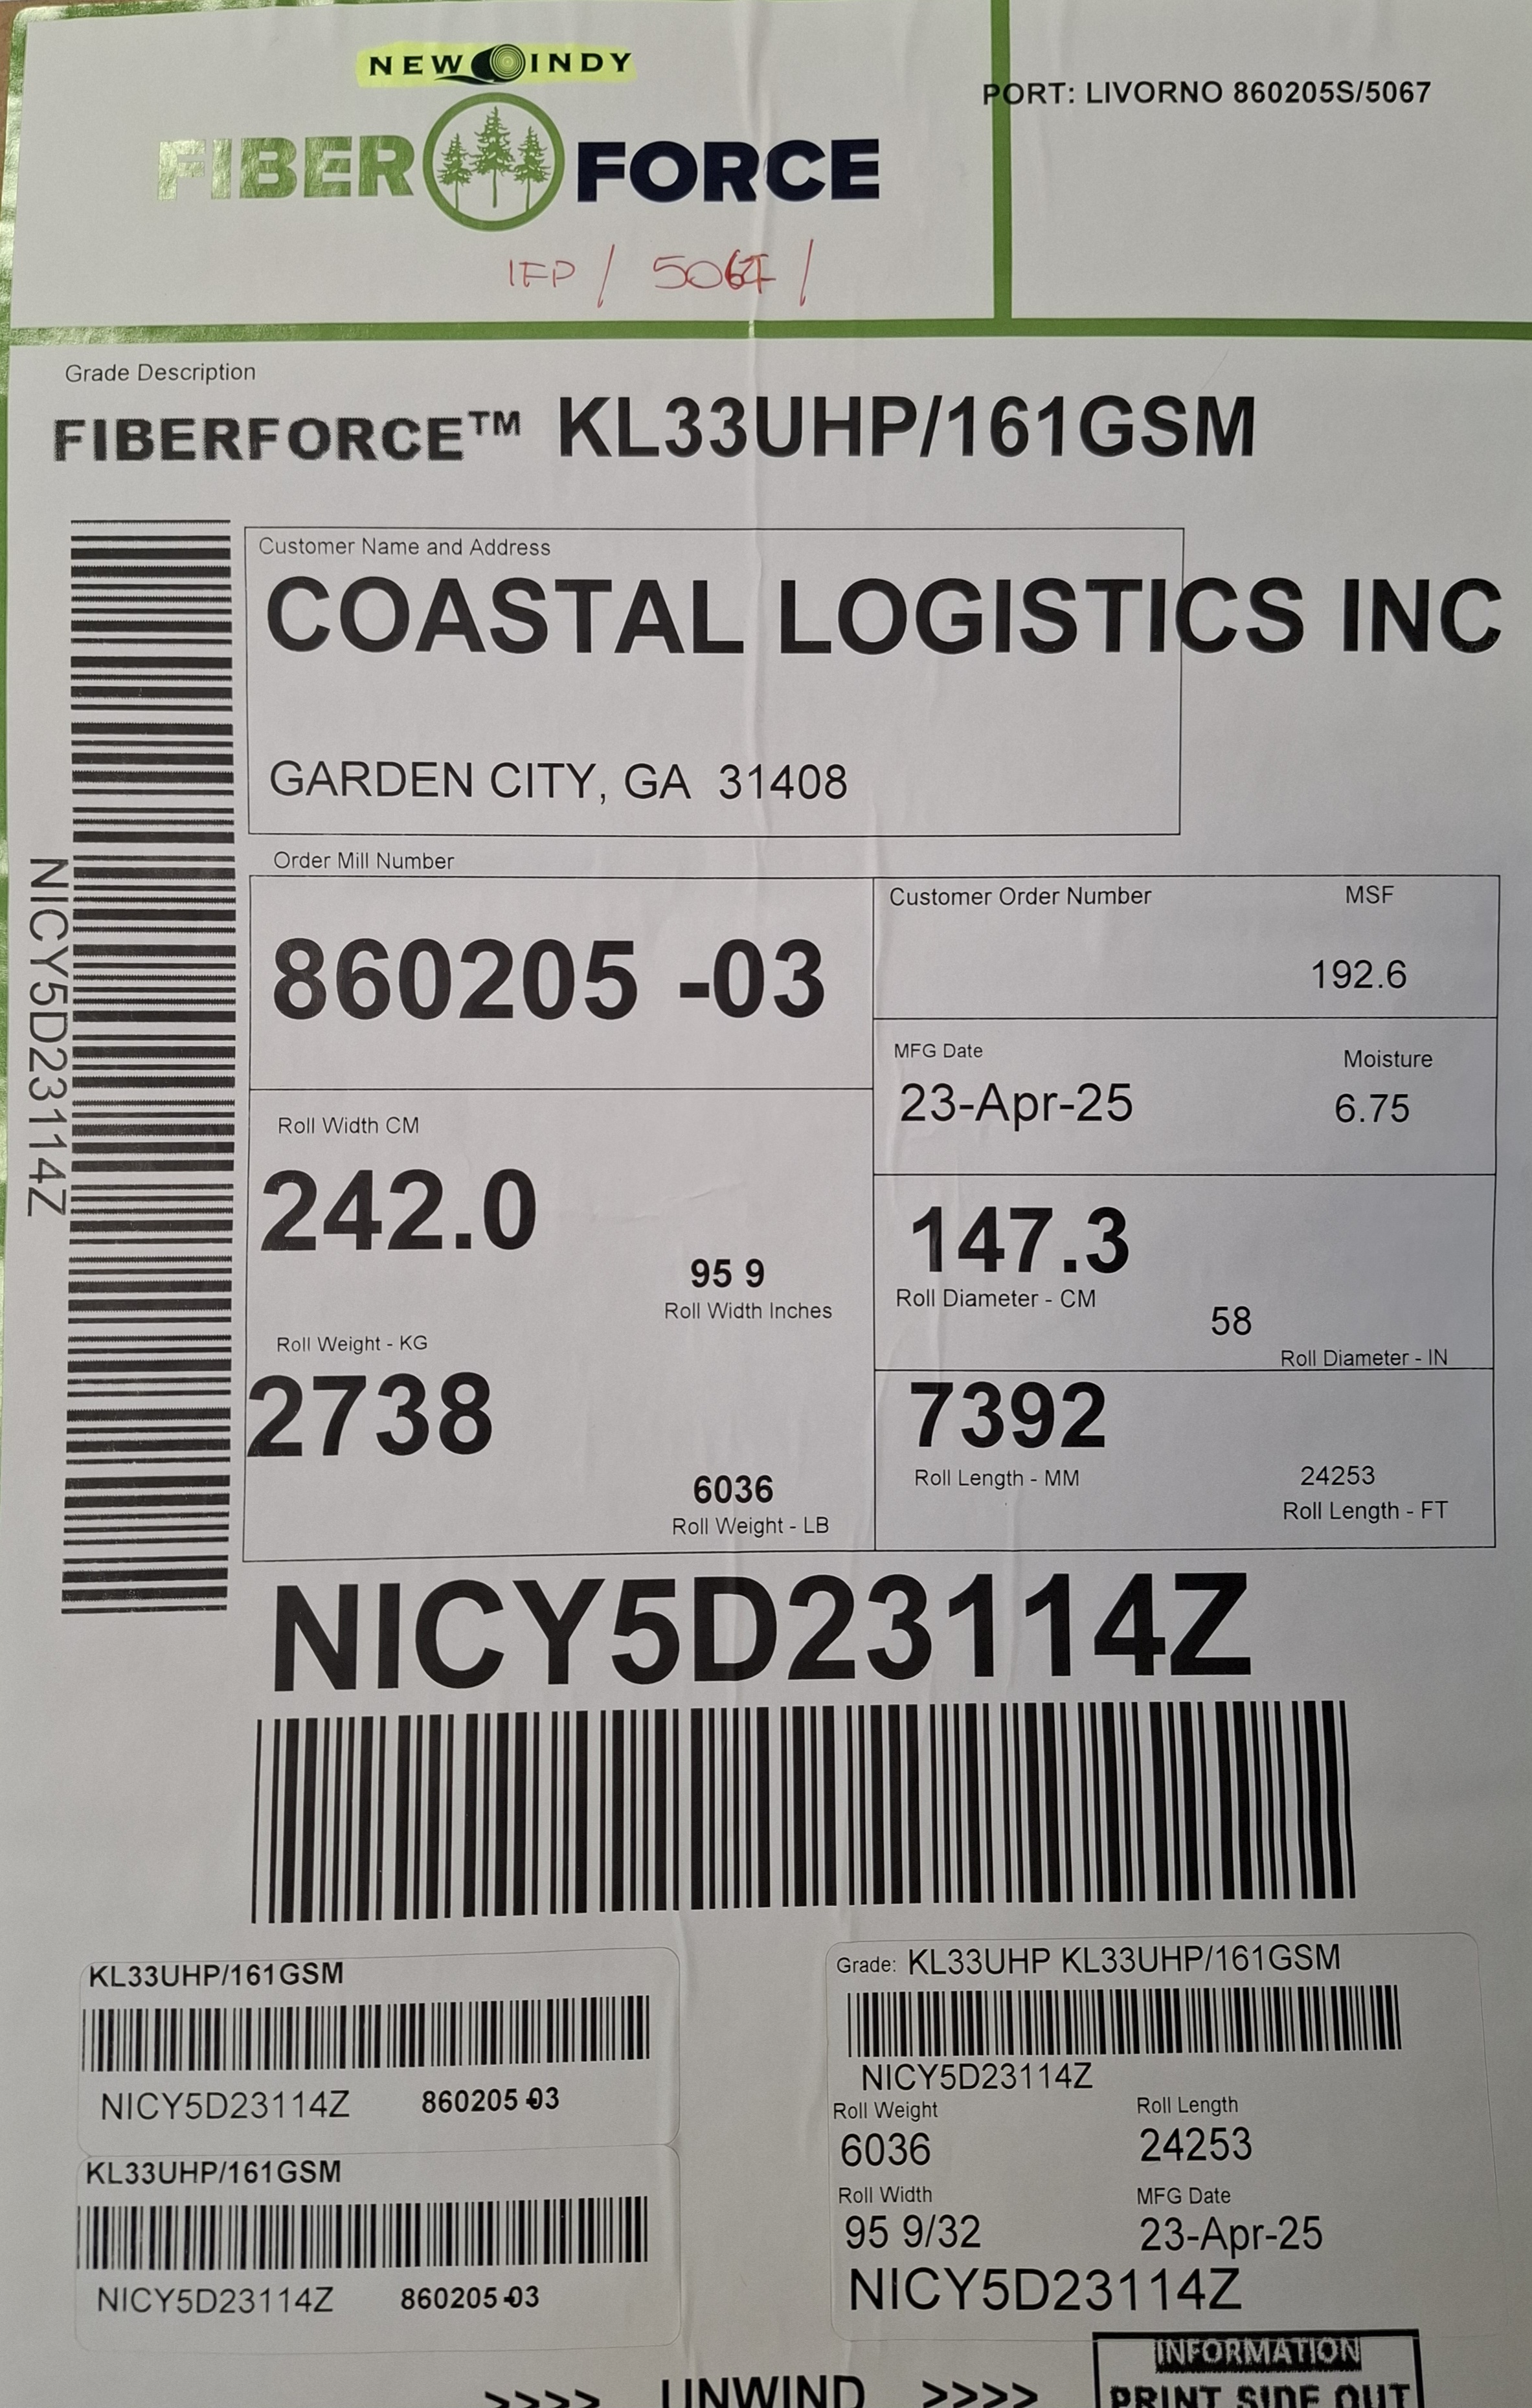 NEW INDY
PORT: LIVORNO 860205S/5067
FIBER FORCE
IFP / 5067 /
Grade Description
FIBERFORCE™ KL33UHP/161GSM
Customer Name and Address
COASTAL LOGISTICS INC
GARDEN CITY, GA 31408
NICY5D23114Z
Order Mill Number
860205 -03
Customer Order Number MSF
192.6
MFG Date Moisture
23-Apr-25 6.75
Roll Width CM
242.0
95 9
Roll Width Inches
147.3
Roll Diameter - CM
58
Roll Diameter - IN
Roll Weight - KG
2738
6036
Roll Weight - LB
7392
Roll Length - MM
24253
Roll Length - FT
NICY5D23114Z
KL33UHP/161GSM
NICY5D23114Z 860205-03
KL33UHP/161GSM
NICY5D23114Z 860205-03
Grade: KL33UHP KL33UHP/161GSM
NICY5D23114Z
Roll Weight Roll Length
6036 24253
Roll Width MFG Date
95 9/32 23-Apr-25
NICY5D23114Z
INFORMATION
>>>> UNWIND >>>> PRINT SIDE OUT